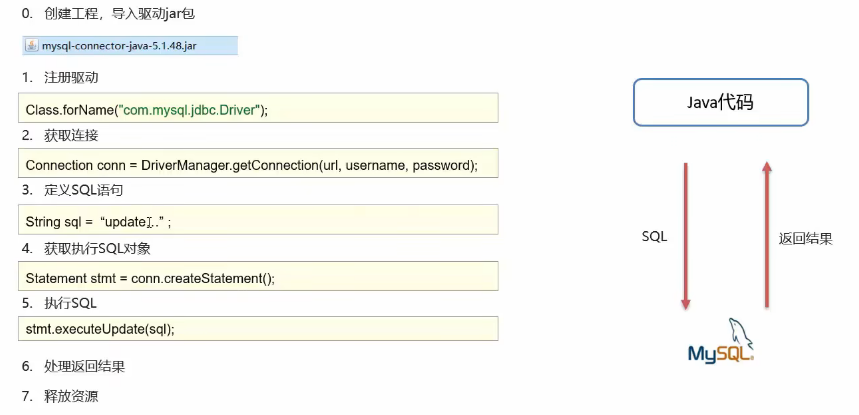 0. 创建工程，导入驱动jar包
mysql-connector-java-5.1.48.jar
1. 注册驱动
Class.forName("com.mysql.jdbc.Driver");
2. 获取连接
Connection conn = DriverManager.getConnection(url, username, password);
3. 定义SQL语句
String sql = “update…” ;
4. 获取执行SQL对象
Statement stmt = conn.createStatement();
5. 执行SQL
stmt.executeUpdate(sql);
6. 处理返回结果
7. 释放资源
Java代码
SQL
返回结果
MySQL